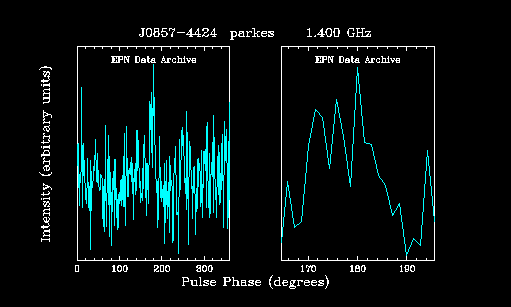 J0857-4424 parkes 1.400 GHz
EPN Data Archive EPN Data Archive
Intensity (arbitrary units)
0 100 200 300 170 180 190
Pulse Phase (degrees)